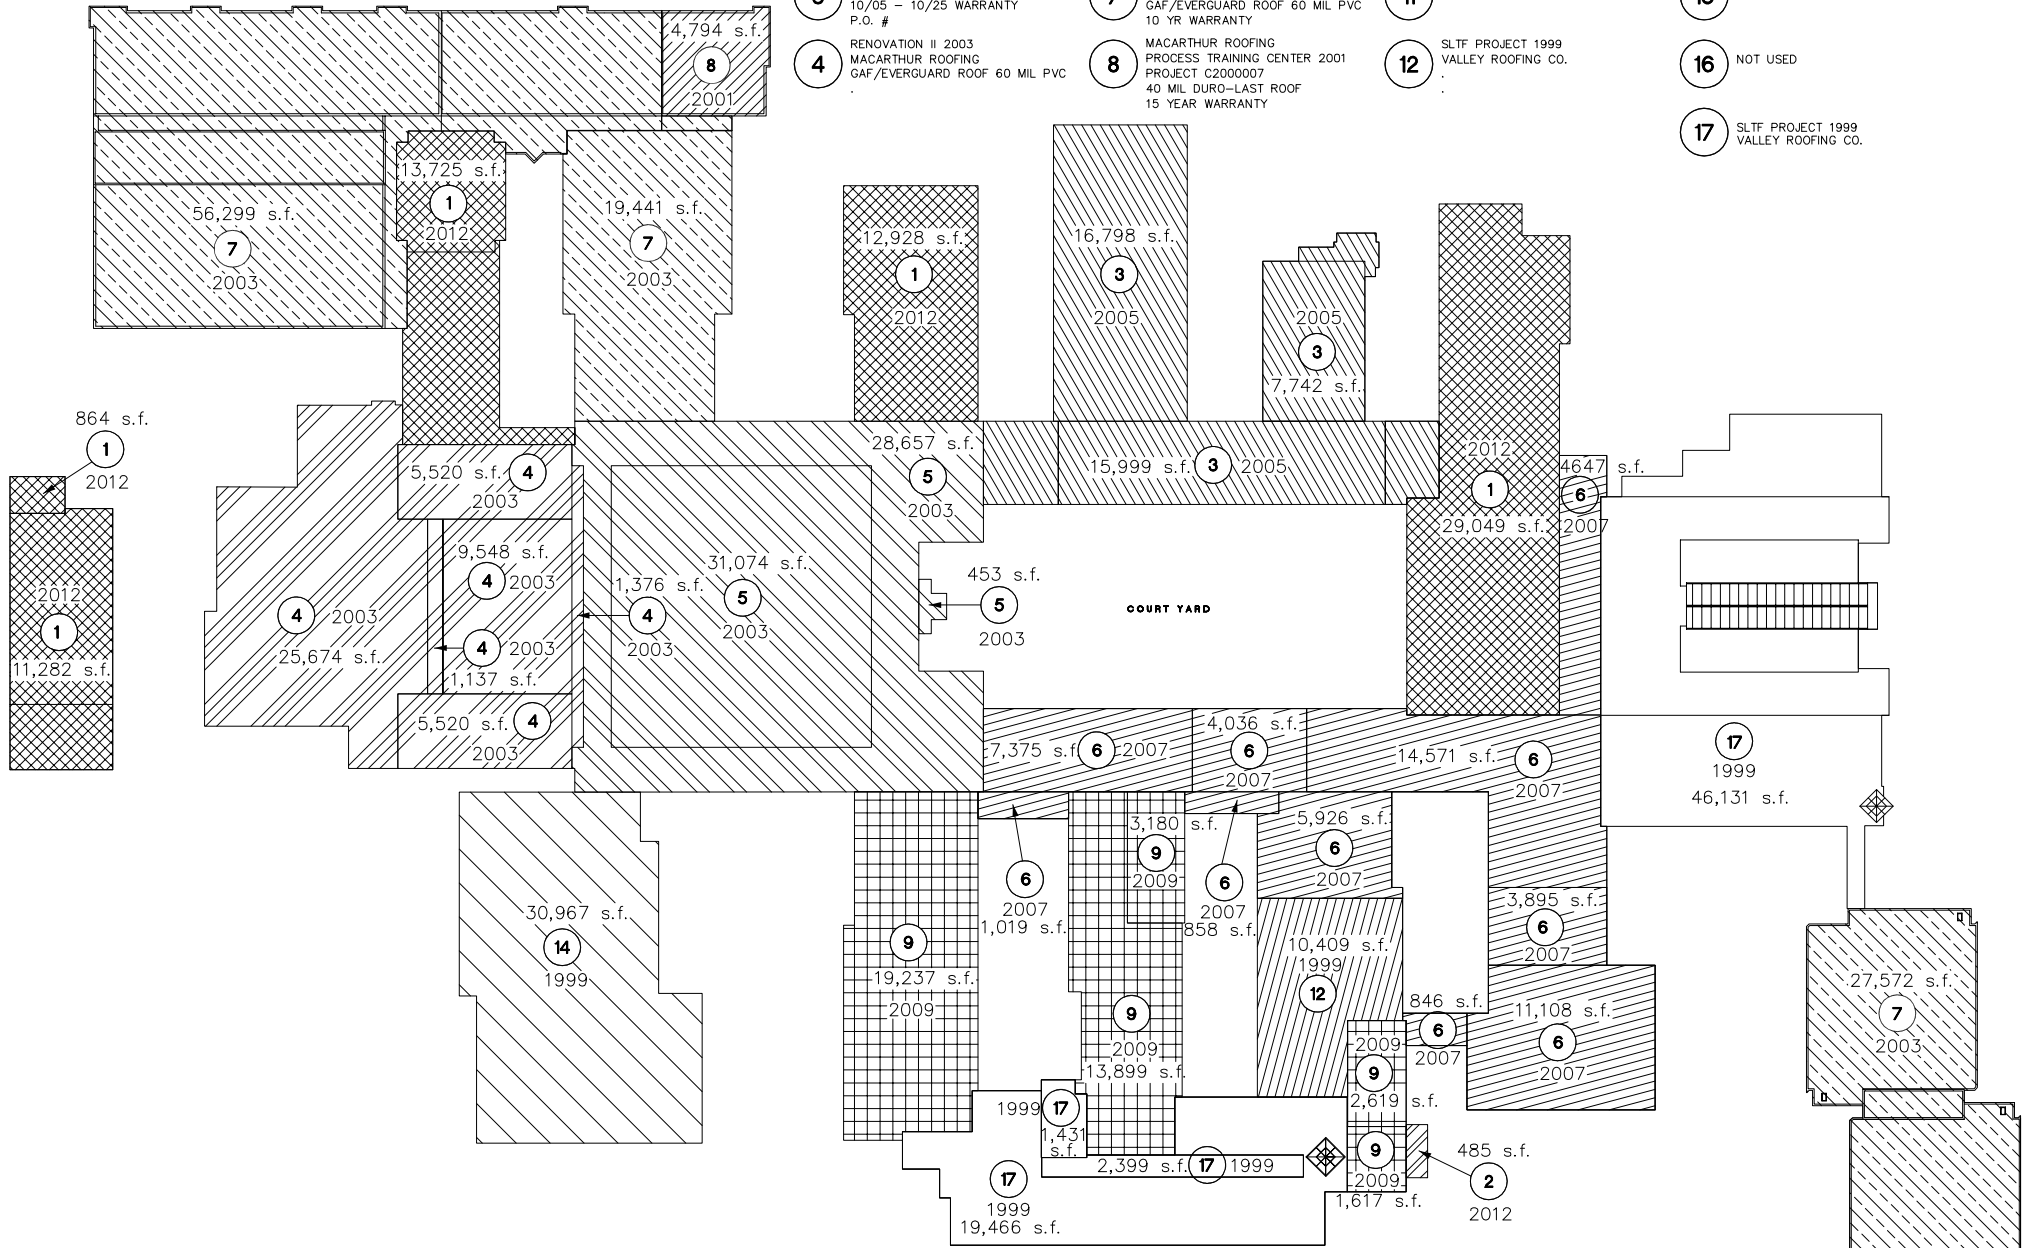 10/05 – 10/25 WARRANTY
P.O. #
4
RENOVATION II 2003
MACARTHUR ROOFING
GAF/EVERGUARD ROOF 60 MIL PVC
.
7
GAF/EVERGUARD ROOF 60 MIL PVC
10 YR WARRANTY
8
MACARTHUR ROOFING
PROCESS TRAINING CENTER 2001
PROJECT C2000007
40 MIL DURO–LAST ROOF
15 YEAR WARRANTY
11
12
SLTF PROJECT 1999
VALLEY ROOFING CO.
.
16
NOT USED
17
SLTF PROJECT 1999
VALLEY ROOFING CO.
4,794 s.f.
8
2001
56,299 s.f.
7
2003
13,725 s.f.
1
2012
19,441 s.f.
7
2003
12,928 s.f.
1
2012
16,798 s.f.
3
2005
2005
3
7,742 s.f.
864 s.f.
1
2012
2012
1
11,282 s.f.
5,520 s.f. 4
2003
28,657 s.f.
5
2003
15,999 s.f. 3 2005
2012
1
29,049 s.f.
4647 s.f.
6
2007
4 2003
25,674 s.f.
9,548 s.f.
4 2003
4 2003
1,137 s.f.
1,376 s.f.
4
2003
31,074 s.f.
5
2003
453 s.f.
5
2003
COURT YARD
5,520 s.f. 4
2003
7,375 s.f. 6 2007
4,036 s.f.
6
2007
14,571 s.f. 6
2007
17
1999
46,131 s.f.
30,967 s.f.
14
1999
9
19,237 s.f.
2009
6
2007
1,019 s.f.
3,180 s.f.
9
2009
6
2007
858 s.f.
5,926 s.f.
6
2007
3,895 s.f.
6
2007
10,409 s.f.
1999
12
9
2009
13,899 s.f.
846 s.f.
6
2007
11,108 s.f.
6
2007
27,572 s.f.
7
2003
2009
9
2,619 s.f.
1999 17
1,431
s.f.
2,399 s.f. 17 1999
9
2009
1,617 s.f.
485 s.f.
2
2012
17
1999
19,466 s.f.